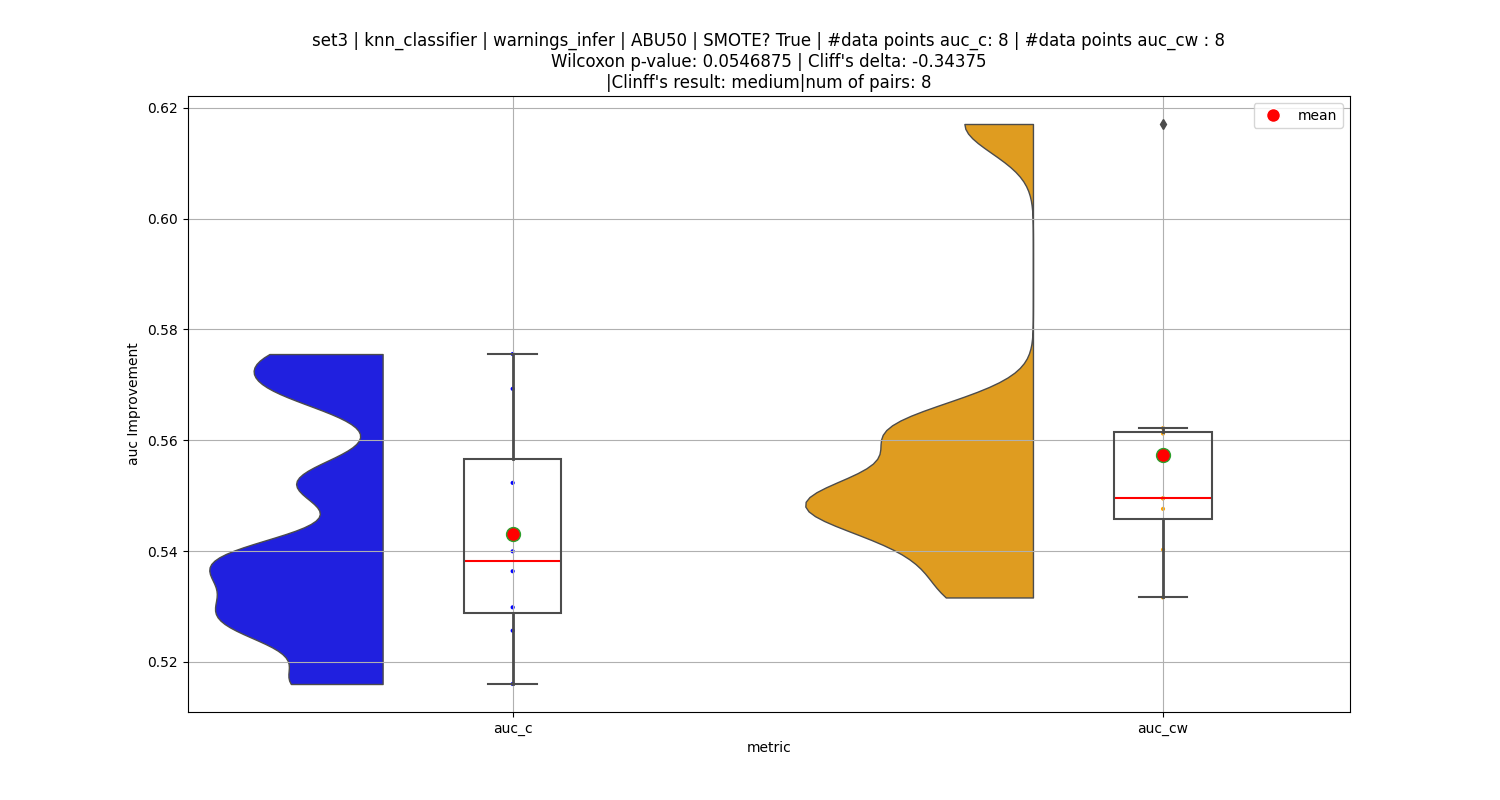 set3 | knn_classifier | warnings_infer | ABU50 | SMOTE? True | #data points auc_c: 8 | #data points auc_cw : 8
Wilcoxon p-value: 0.0546875 | Cliff's delta: -0.34375
|Clinff's result: medium|num of pairs: 8
mean
0.62
0.60
0.58
0.56
0.54
0.52
auc Improvement
auc_c
auc_cw
metric